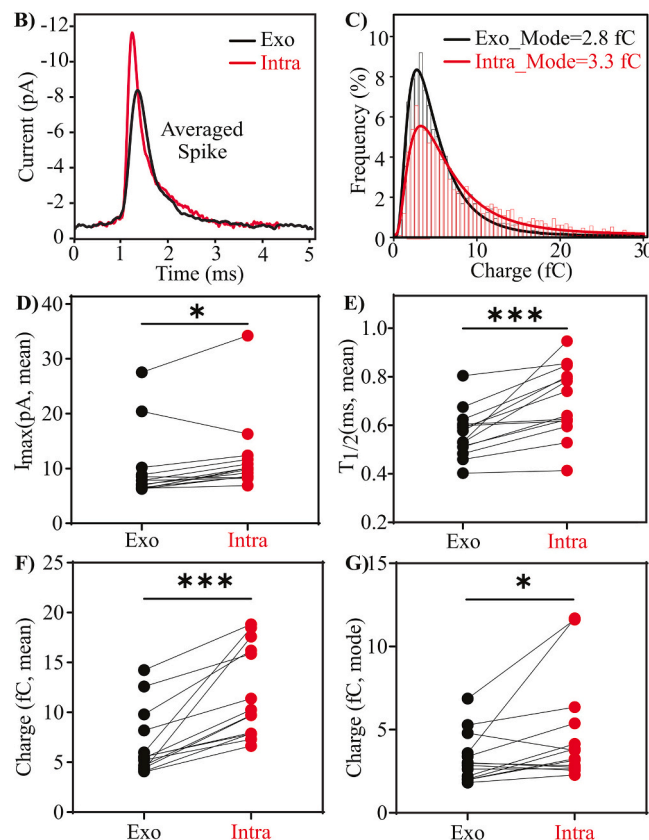 B)
-12
-10
-8
-6
-4
-2
0
Current (pA)
Exo
Intra
Averaged
Spike
0 1 2 3 4 5
Time (ms)
C)
10
8
6
4
2
0
Frequency (%)
Exo_Mode=2.8 fC
Intra_Mode=3.3 fC
0 10 20 30
Charge (fC)
D)
40
30
20
10
0
Imax(pA, mean)
*
Exo Intra
E)
1.0
0.8
0.6
0.4
0.2
T1/2(ms, mean)
***
Exo Intra
F)
25
20
15
10
5
0
Charge (fC, mean)
***
Exo Intra
G)
15
10
5
0
Charge (fC, mode)
*
Exo Intra